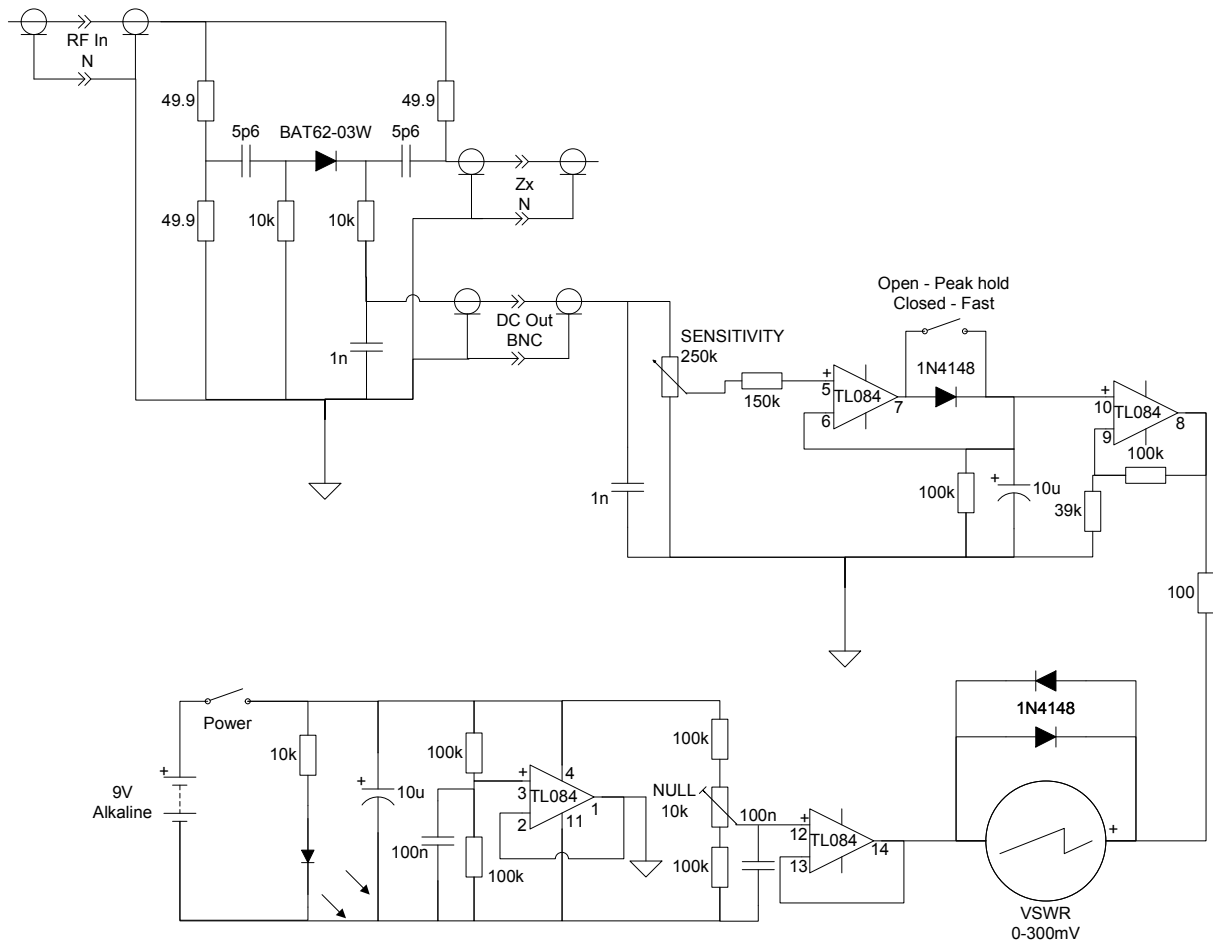 RF In
N
49.9
49.9
5p6
BAT62-03W
5p6
Zx
N
49.9
10k
10k
DC Out
BNC
1n
Open - Peak hold
Closed - Fast
SENSITIVITY
250k
1N4148
+
5
TL084
6
7
150k
+
10
TL084
9
8
100k
1n
100k
+
10u
39k
100
Power
+
9V
Alkaline
10k
+
10u
100k
+
3
TL084
2
4
1
11
100n
100k
100k
NULL
10k
100n
100k
+
12
TL084
13
14
1N4148
+
VSWR
0-300mV